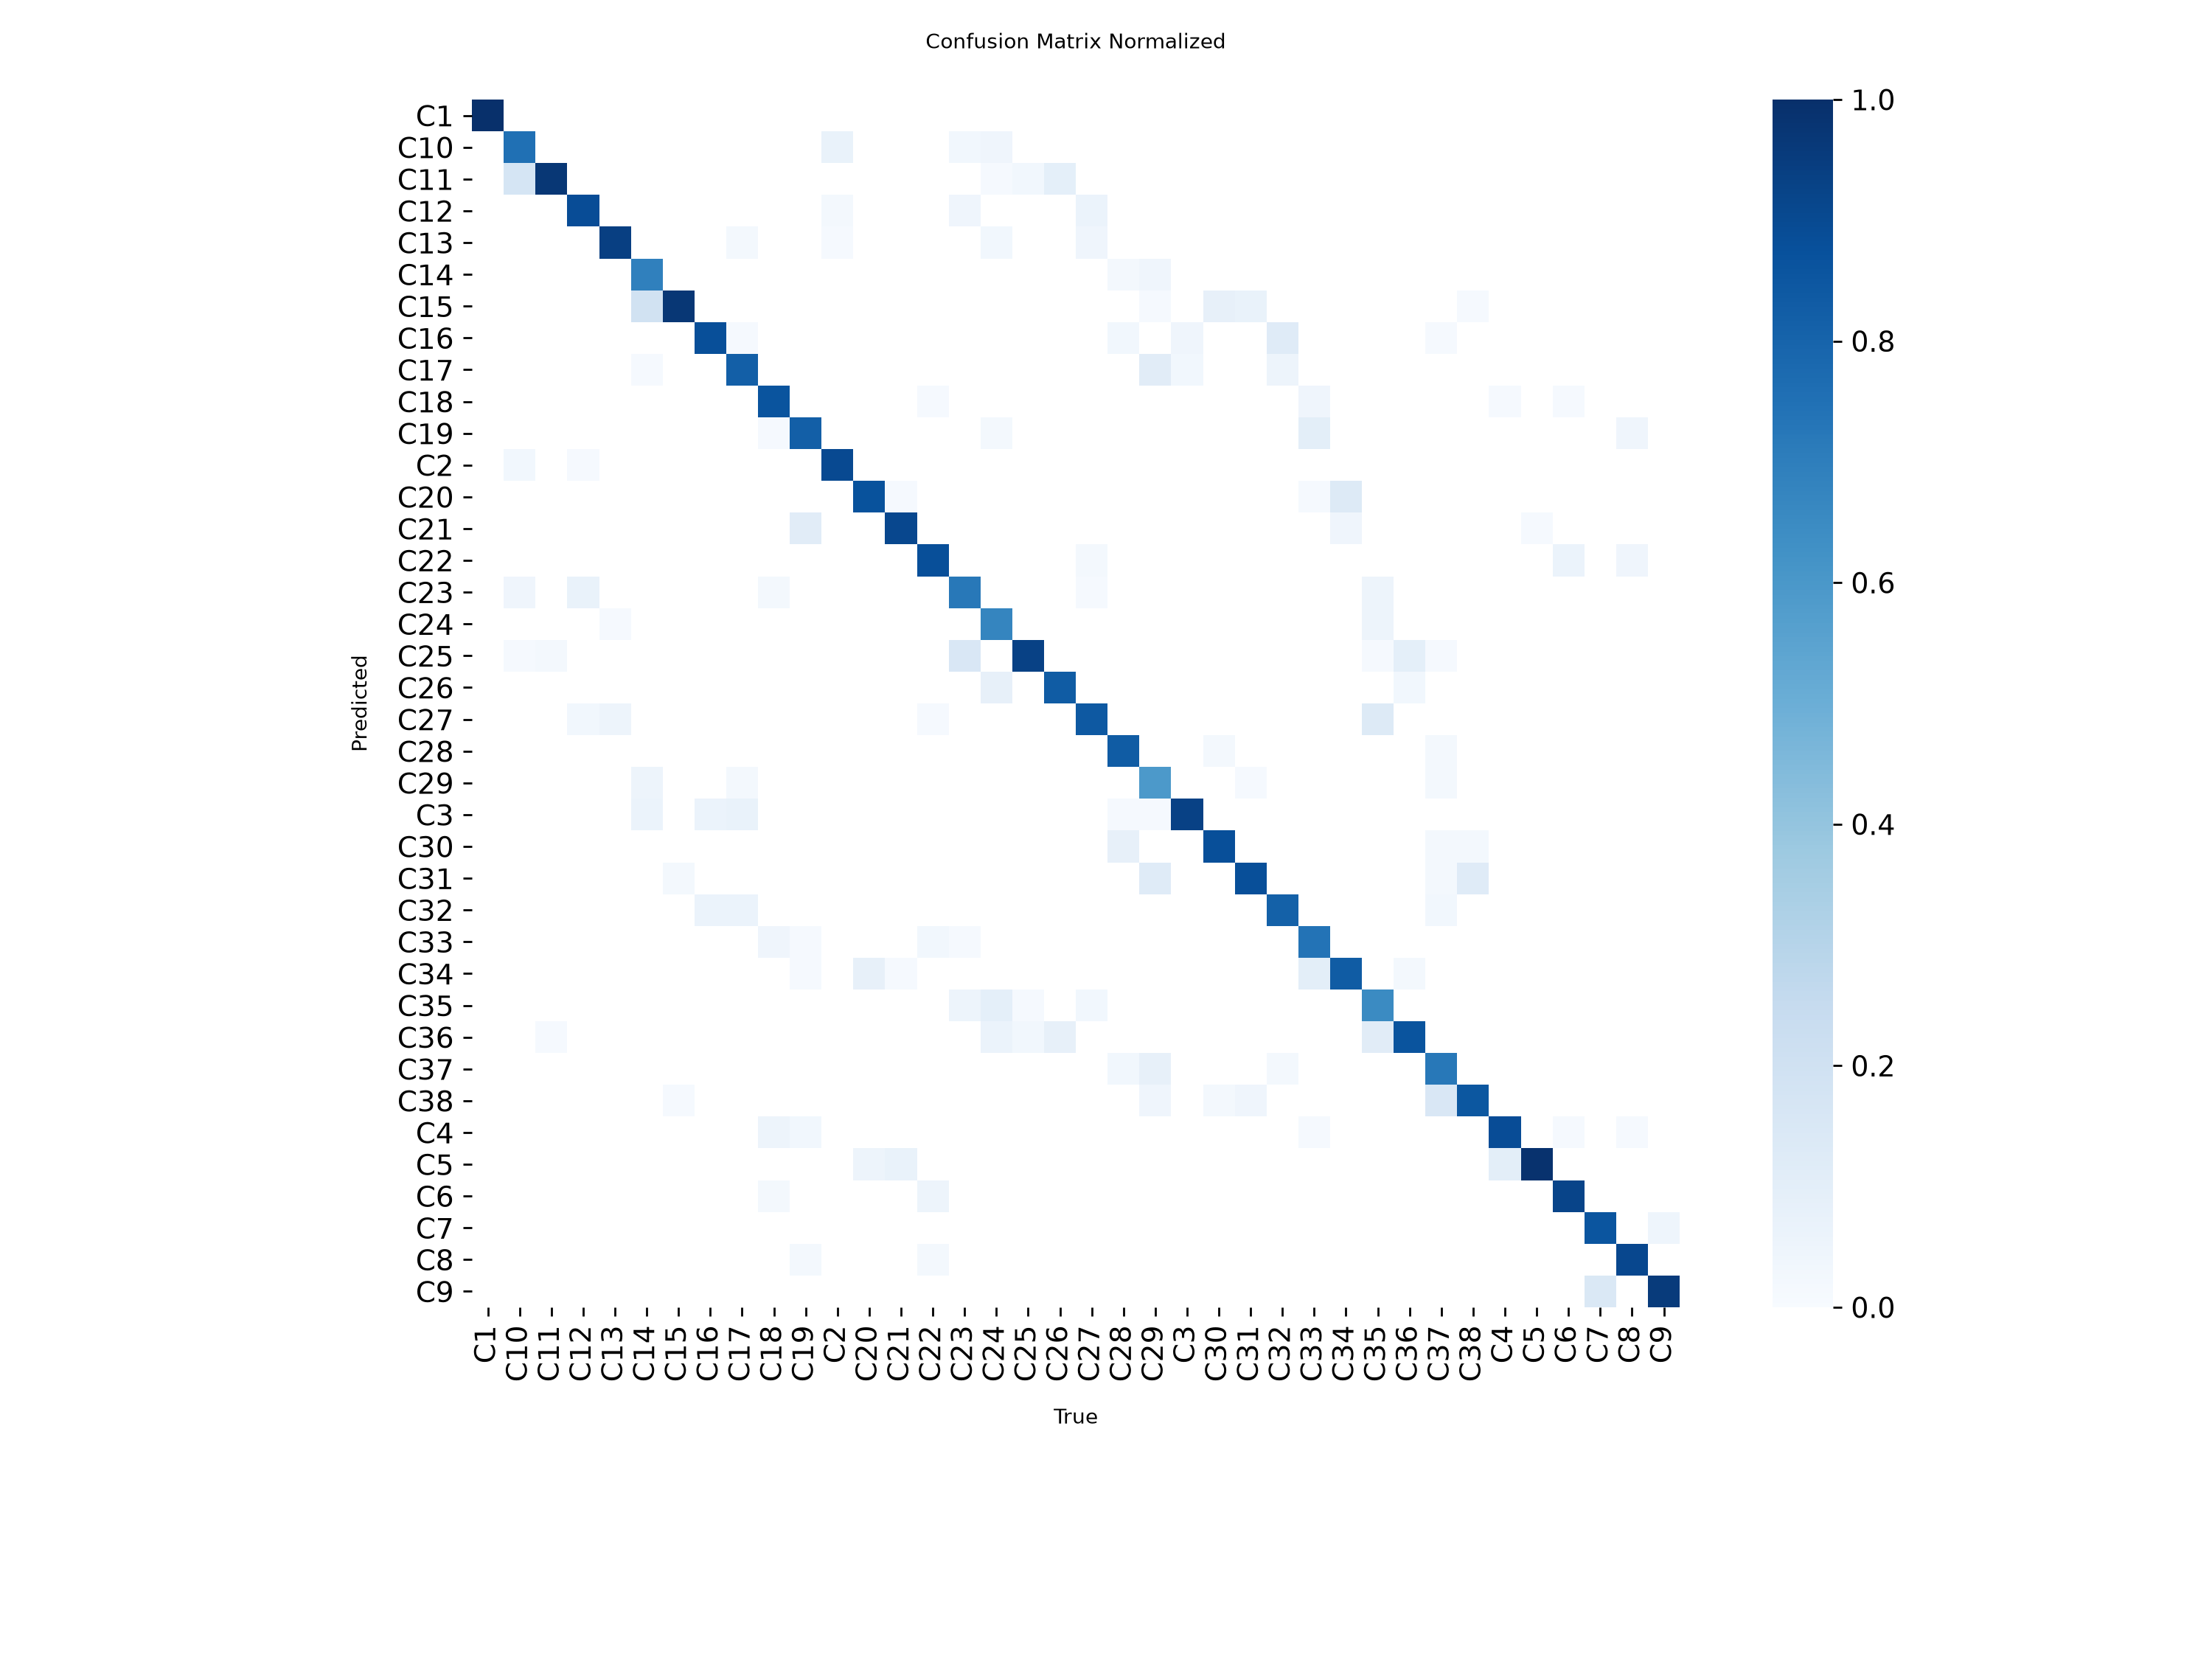 Confusion Matrix Normalized
Predicted
C1
C10
C11
C12
C13
C14
C15
C16
C17
C18
C19
C2
C20
C21
C22
C23
C24
C25
C26
C27
C28
C29
C3
C30
C31
C32
C33
C34
C35
C36
C37
C38
C4
C5
C6
C7
C8
C9
C1 C10 C11 C12 C13 C14 C15 C16 C17 C18 C19 C2 C20 C21 C22 C23 C24 C25 C26 C27 C28 C29 C3 C30 C31 C32 C33 C34 C35 C36 C37 C38 C4 C5 C6 C7 C8 C9
True
1.0
0.8
0.6
0.4
0.2
0.0